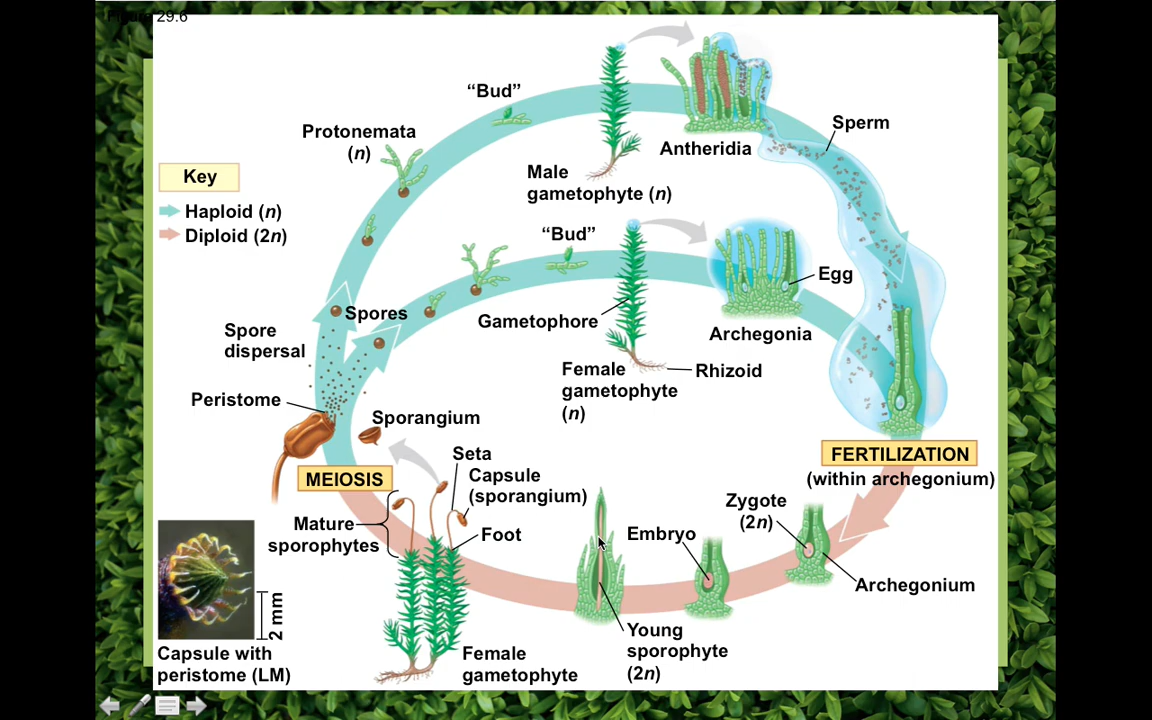 29.6
"Bud"
Protonemata
(n)
Sperm
Antheridia
Key
Haploid (n)
Diploid (2n)
Male
gametophyte (n)
"Bud"
Egg
Spores
Gametophore
Archegonia
Spore
dispersal
Female
gametophyte
(n)
Rhizoid
Peristome
Sporangium
MEIOSIS
Seta
Capsule
(sporangium)
FERTILIZATION
(within archegonium)
Mature
sporophytes
Foot
Embryo
Zygote
(2n)
Archegonium
2 mm
Capsule with
peristome (LM)
Female
gametophyte
Young
sporophyte
(2n)